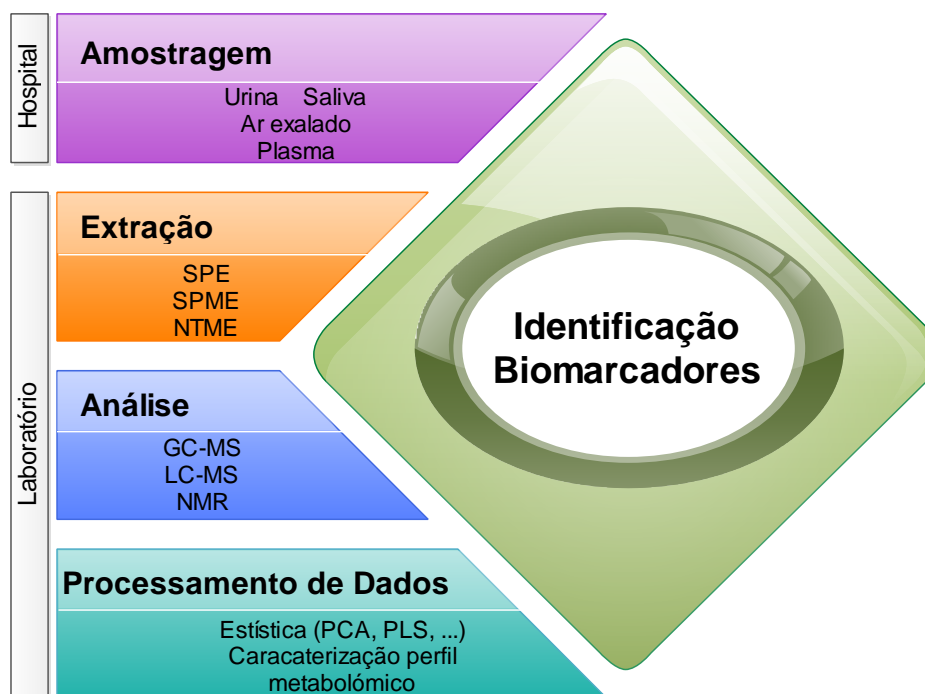 Hospital
Amostragem
Urina Saliva
Ar exalado
Plasma
Laboratório
Extração
SPE
SPME
NTME
Análise
GC-MS
LC-MS
NMR
Processamento de Dados
Estística (PCA, PLS, ...)
Caracaterização perfil
metabolómico
Identificação
Biomarcadores